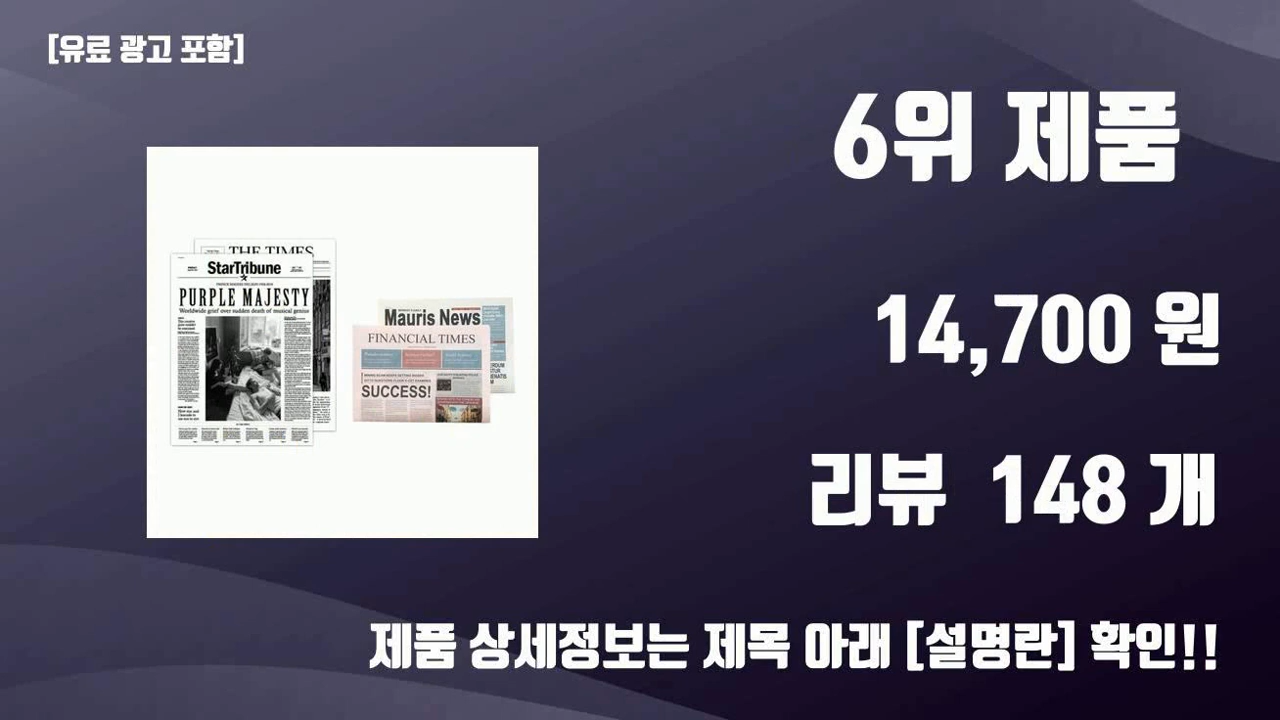 [유료 광고 포함]
6위 제품
14,700 원
리뷰 148 개
THE TIMES
StarTribune
PURPLE MAJESTY
Worldwide grief over sudden death of musical genius
Mauris News
FINANCIAL TIMES
SUCCESS!
제품 상세정보는 제목 아래 [설명란] 확인!!